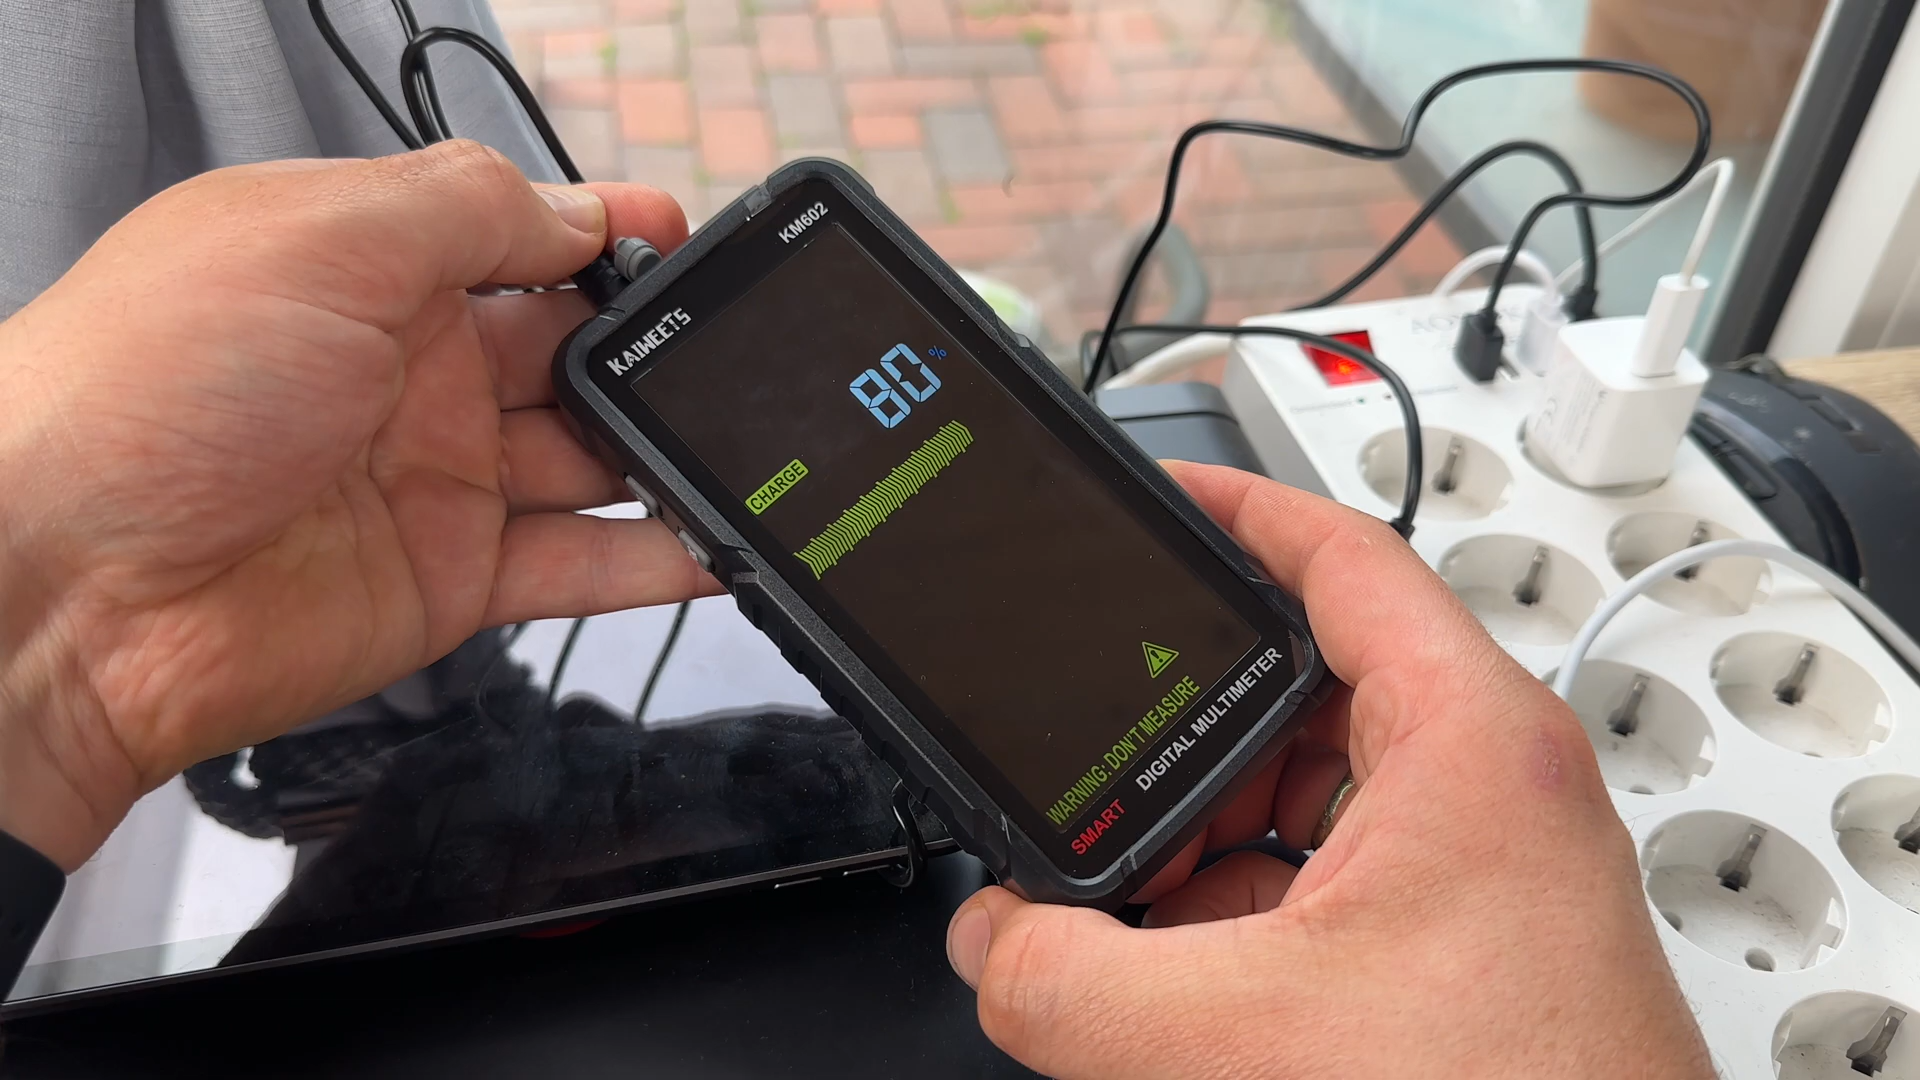 KAIWEETS
KM602
80%
CHARGE
WARNING: DON'T MEASURE
SMART DIGITAL MULTIMETER